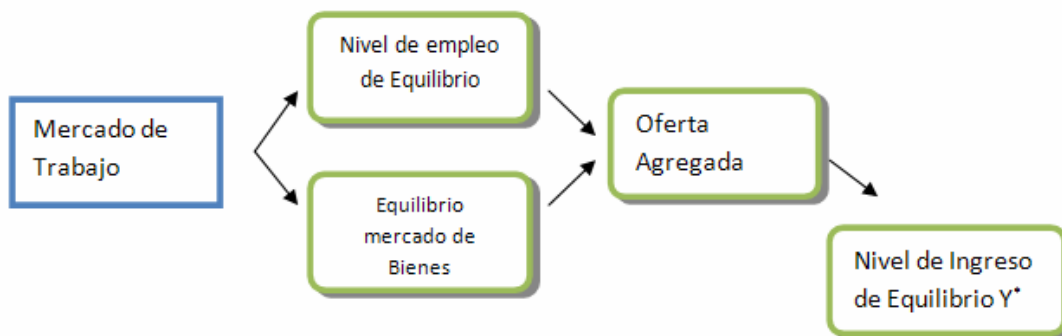 Mercado de
Trabajo
Nivel de empleo
de Equilibrio
Equilibrio
mercado de
Bienes
Oferta
Agregada
Nivel de Ingreso
de Equilibrio Y*